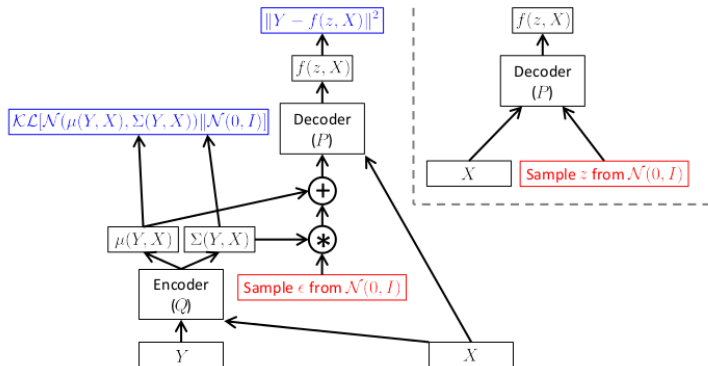 ‖Y − f(z, X)‖²
f(z, X)
Decoder
(P)
𝒦ℒ[𝒩(μ(Y, X), Σ(Y, X))‖𝒩(0, I)]
+
μ(Y, X)
Σ(Y, X)
*
Encoder
(Q)
Sample ϵ from 𝒩(0, I)
Y
X
f(z, X)
Decoder
(P)
X
Sample z from 𝒩(0, I)